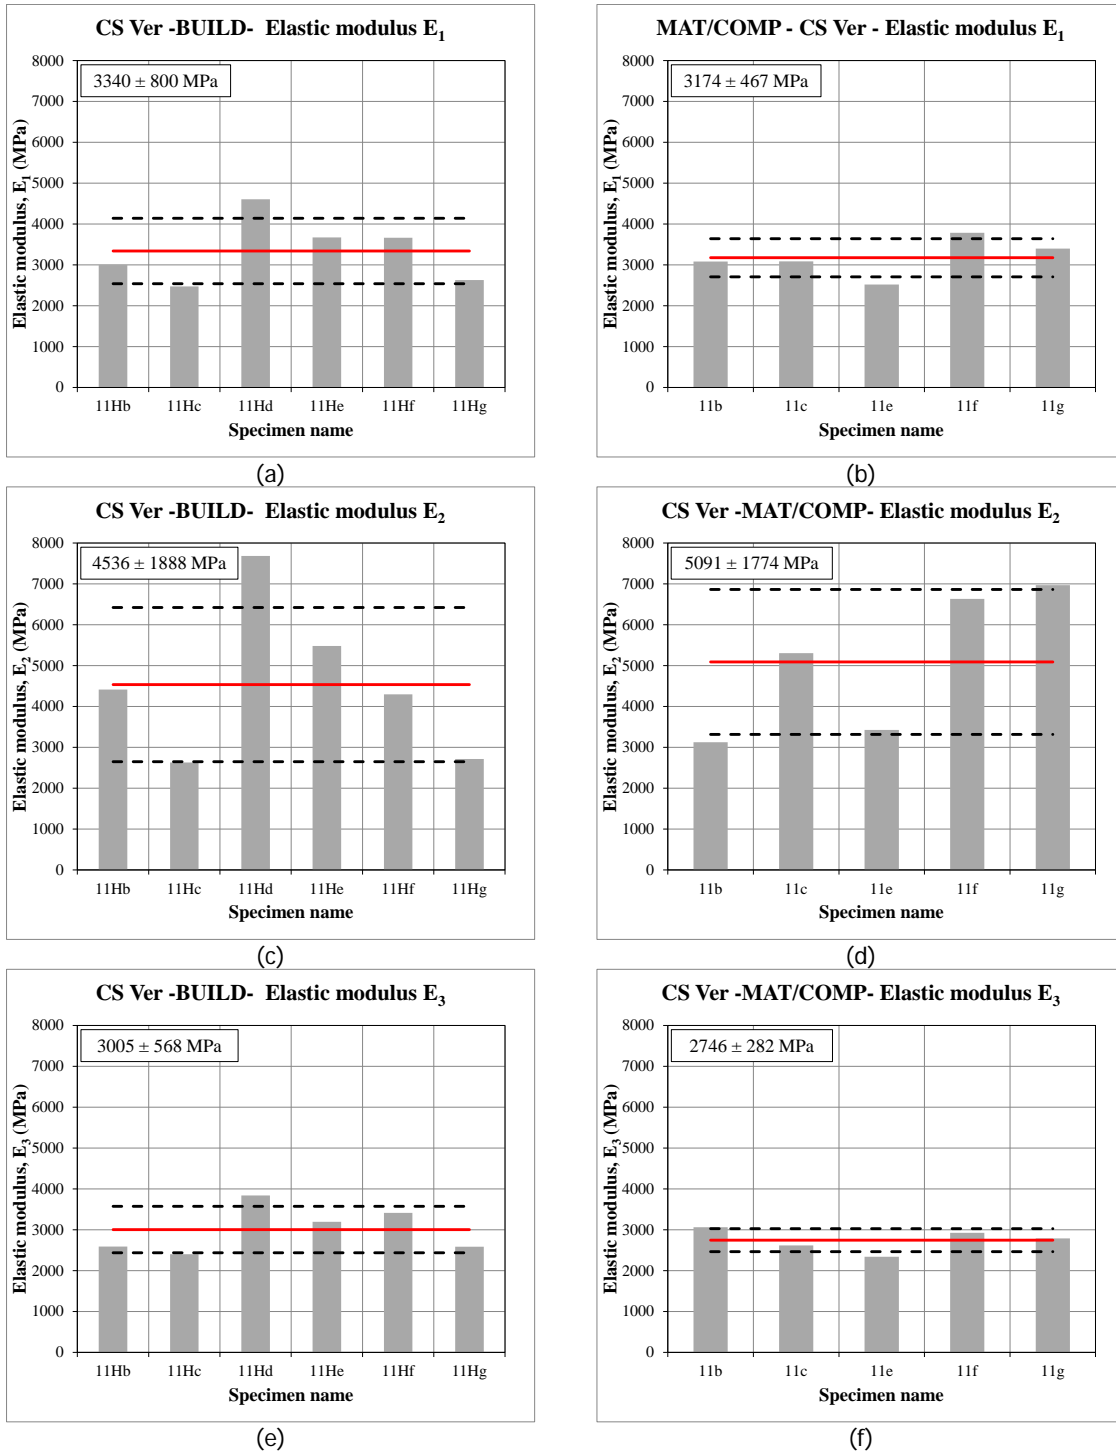 CS Ver -BUILD- Elastic modulus E1
3340 ± 800 MPa
Elastic modulus, E1 (MPa)
8000
7000
6000
5000
4000
3000
2000
1000
0
11Hb 11Hc 11Hd 11He 11Hf 11Hg
Specimen name
(a)
MAT/COMP - CS Ver - Elastic modulus E1
3174 ± 467 MPa
Elastic modulus, E1 (MPa)
8000
7000
6000
5000
4000
3000
2000
1000
0
11b 11c 11e 11f 11g
Specimen name
(b)
CS Ver -BUILD- Elastic modulus E2
4536 ± 1888 MPa
Elastic modulus, E2 (MPa)
8000
7000
6000
5000
4000
3000
2000
1000
0
11Hb 11Hc 11Hd 11He 11Hf 11Hg
Specimen name
(c)
CS Ver -MAT/COMP- Elastic modulus E2
5091 ± 1774 MPa
Elastic modulus, E2 (MPa)
8000
7000
6000
5000
4000
3000
2000
1000
0
11b 11c 11e 11f 11g
Specimen name
(d)
CS Ver -BUILD- Elastic modulus E3
3005 ± 568 MPa
Elastic modulus, E3 (MPa)
8000
7000
6000
5000
4000
3000
2000
1000
0
11Hb 11Hc 11Hd 11He 11Hf 11Hg
Specimen name
(e)
CS Ver -MAT/COMP- Elastic modulus E3
2746 ± 282 MPa
Elastic modulus, E3 (MPa)
8000
7000
6000
5000
4000
3000
2000
1000
0
11b 11c 11e 11f 11g
Specimen name
(f)